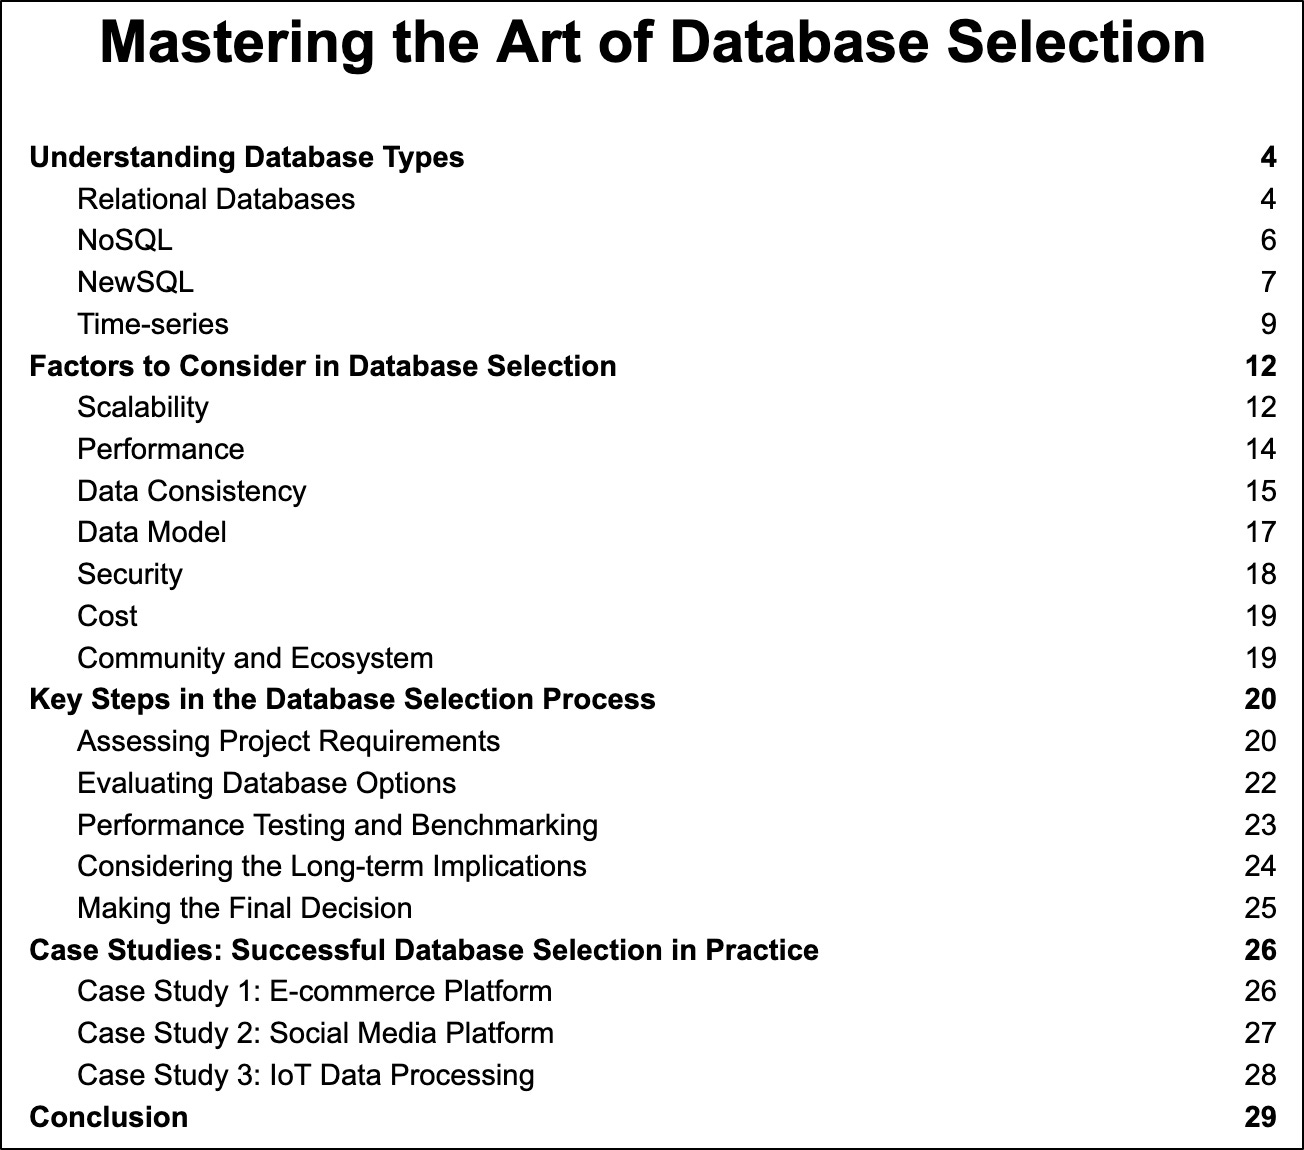 Mastering the Art of Database Selection
Understanding Database Types 4
Relational Databases 4
NoSQL 6
NewSQL 7
Time-series 9
Factors to Consider in Database Selection 12
Scalability 12
Performance 14
Data Consistency 15
Data Model 17
Security 18
Cost 19
Community and Ecosystem 19
Key Steps in the Database Selection Process 20
Assessing Project Requirements 20
Evaluating Database Options 22
Performance Testing and Benchmarking 23
Considering the Long-term Implications 24
Making the Final Decision 25
Case Studies: Successful Database Selection in Practice 26
Case Study 1: E-commerce Platform 26
Case Study 2: Social Media Platform 27
Case Study 3: IoT Data Processing 28
Conclusion 29